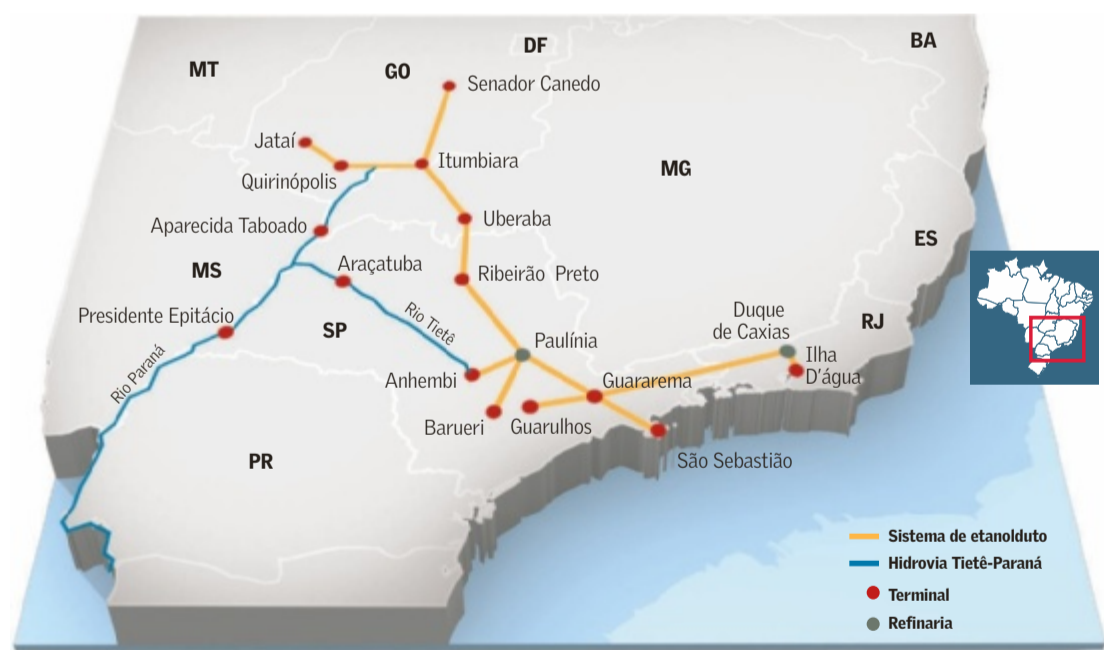 DF
BA
MT
GO
Senador Canedo
Jataí
Itumbiara
MG
Quirinópolis
Uberaba
Aparecida Taboado
ES
MS
Araçatuba
Ribeirão Preto
Presidente Epitácio
SP
Rio Tietê
Duque
de Caxias
RJ
Paulínia
Ilha
D'água
Rio Paraná
Anhembi
Guararema
Barueri
Guarulhos
PR
São Sebastião
Sistema de etanolduto
Hidrovia Tietê-Paraná
Terminal
Refinaria